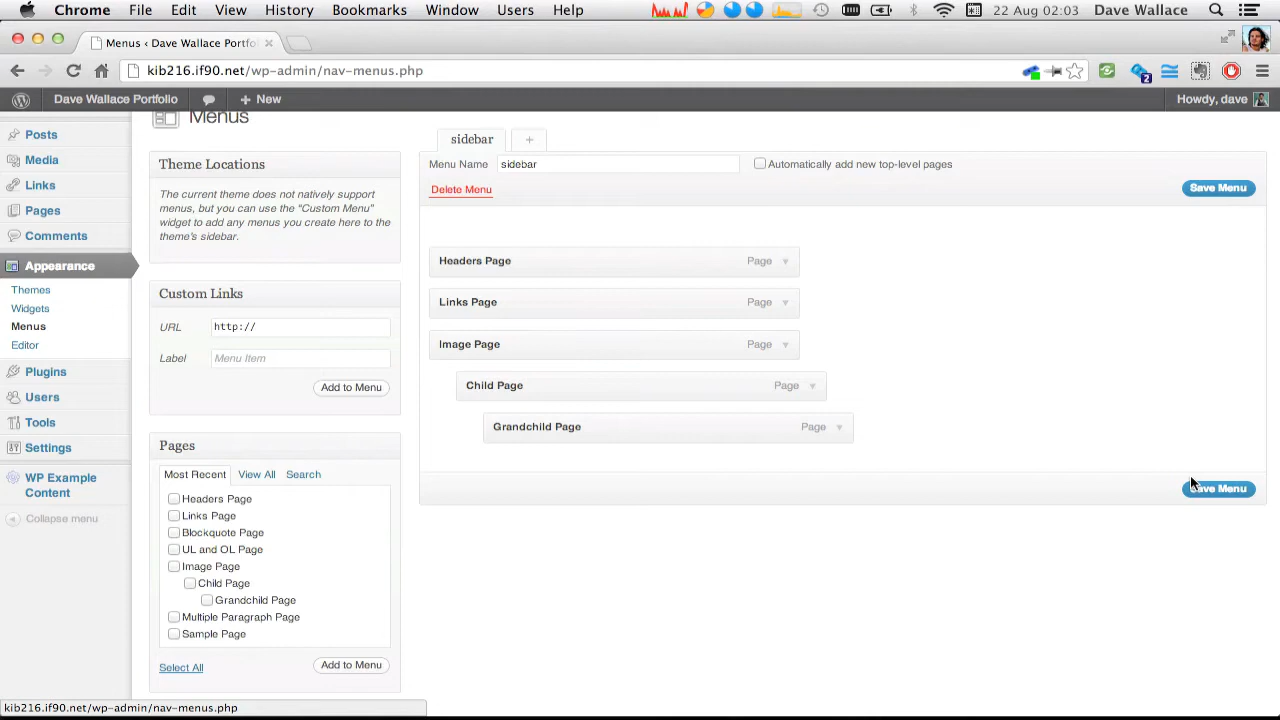 Chrome File Edit View History Bookmarks Window Users Help 22 Aug 02:03 Dave Wallace
Menus ‹ Dave Wallace Portfo
kib216.if90.net/wp-admin/nav-menus.php 2
Dave Wallace Portfolio + New Howdy, dave
Menus
Posts
Media
Links
Pages
Comments
Appearance
Themes
Widgets
Menus
Editor
Plugins
Users
Tools
Settings
WP Example
Content
Collapse menu
Theme Locations
The current theme does not natively support
menus, but you can use the "Custom Menu"
widget to add any menus you create here to the
theme's sidebar.
Custom Links
URL http://
Label Menu Item
Add to Menu
Pages
Most Recent View All Search
Headers Page
Links Page
Blockquote Page
UL and OL Page
Image Page
Child Page
Grandchild Page
Multiple Paragraph Page
Sample Page
Select All Add to Menu
sidebar +
Menu Name sidebar Automatically add new top-level pages
Delete Menu Save Menu
Headers Page Page
Links Page Page
Image Page Page
Child Page Page
Grandchild Page Page
Save Menu
kib216.if90.net/wp-admin/nav-menus.php